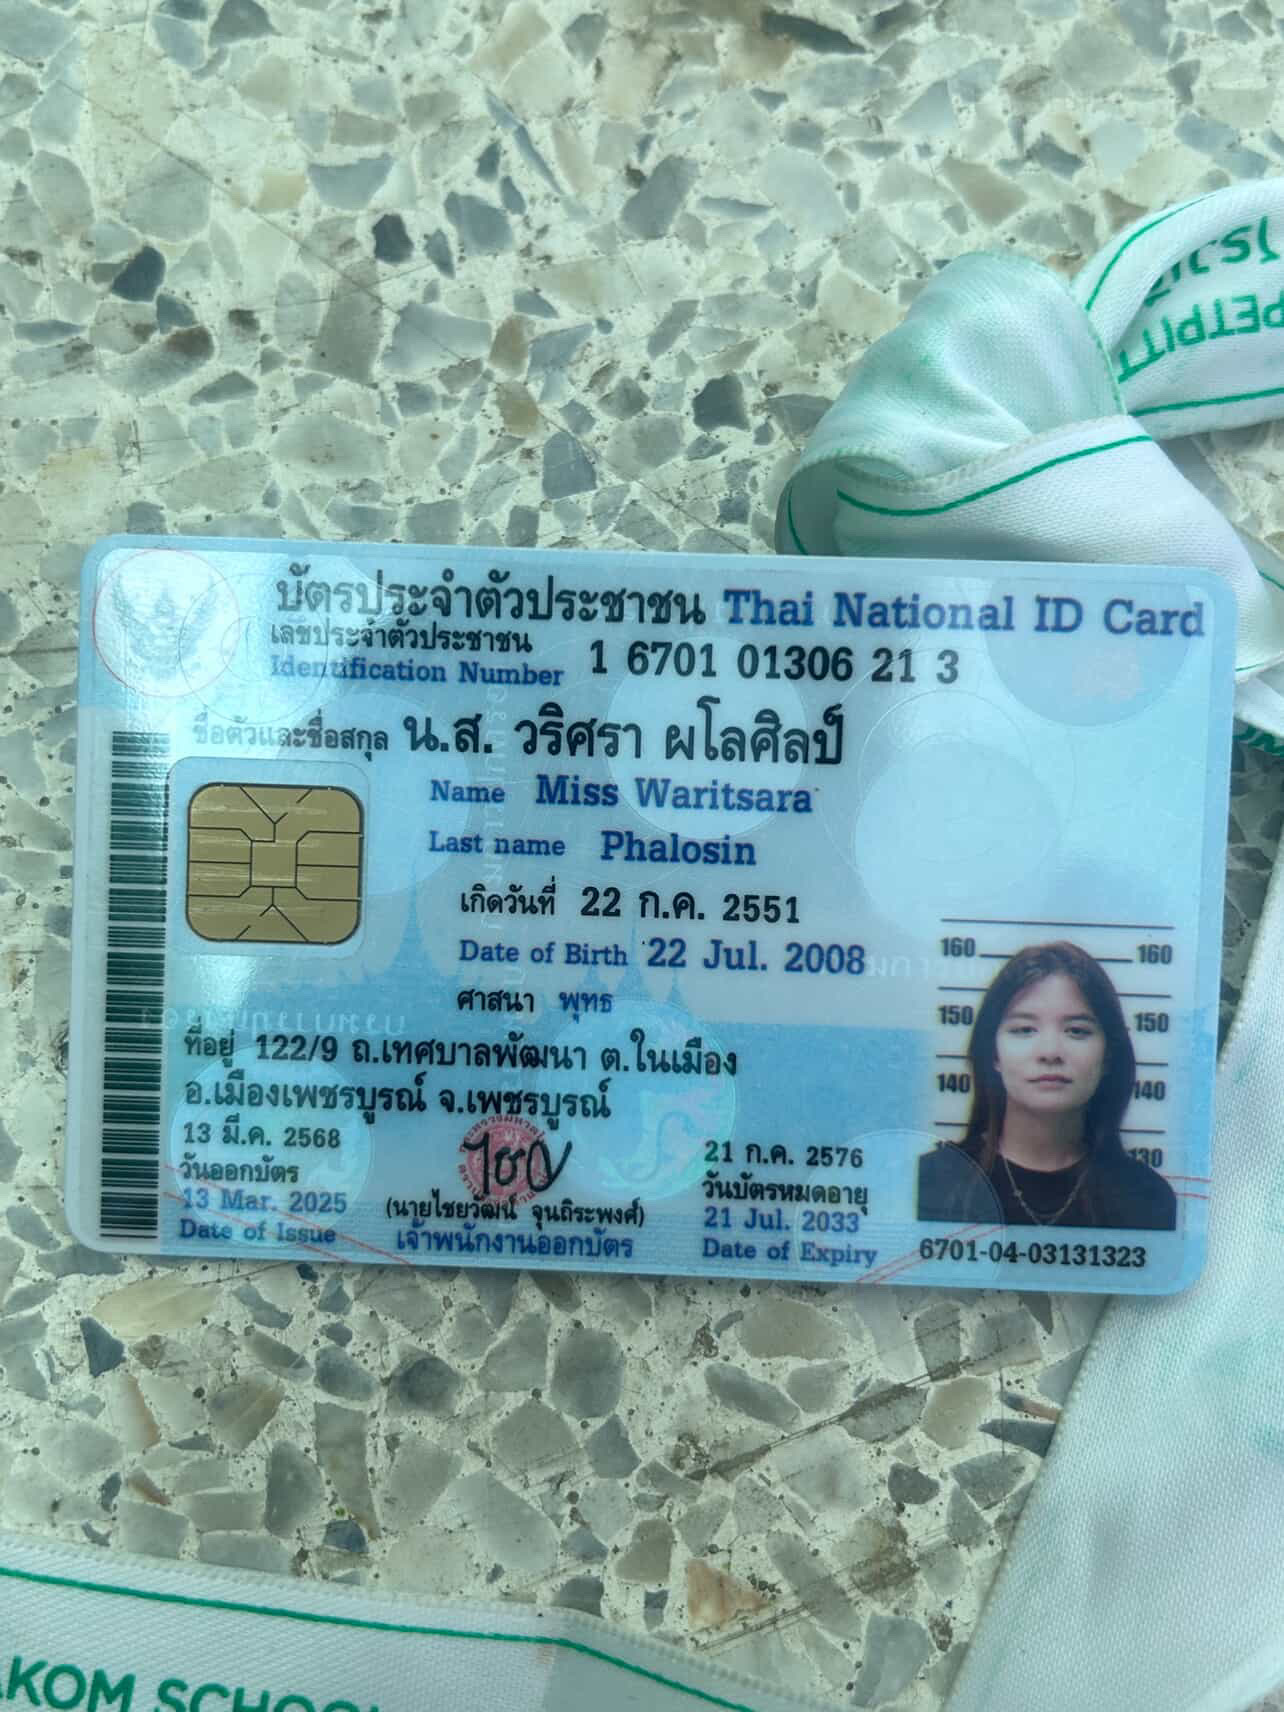 PETPITT
บัตรประจำตัวประชาชน Thai National ID Card
เลขประจำตัวประชาชน
Identification Number 1 6701 01306 21 3
ชื่อตัวและชื่อสกุล น.ส. วริศรา ผโลศิลป์
Name Miss Waritsara
Last name Phalosin
เกิดวันที่ 22 ก.ค. 2551
Date of Birth 22 Jul. 2008
ศาสนา พุทธ
ที่อยู่ 122/9 ถ.เทศบาลพัฒนา ต.ในเมือง
อ.เมืองเพชรบูรณ์ จ.เพชรบูรณ์
13 มี.ค. 2568
วันออกบัตร
13 Mar. 2025
Date of Issue
(นายไชยวัฒน์ จุนถิระพงศ์)
เจ้าพนักงานออกบัตร
21 ก.ค. 2576
วันบัตรหมดอายุ
21 Jul. 2033
Date of Expiry
160 160
150 150
140 140
130
6701-04-03131323
AKOM SCHOOL